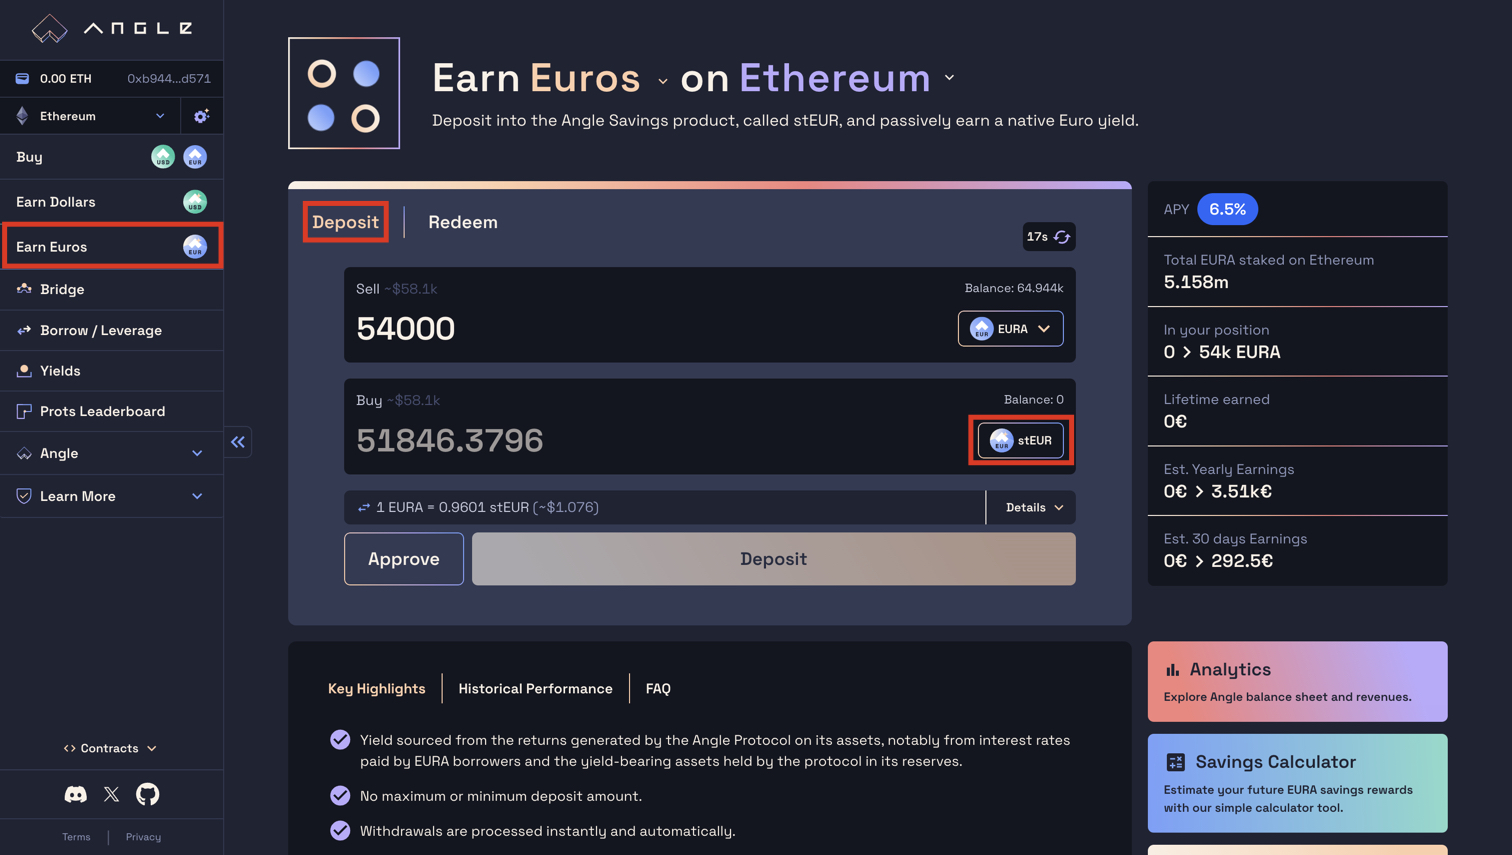 ANGLE
0.00 ETH 0xb944...d571
Ethereum
Buy USD EUR
Earn Dollars USD
Earn Euros EUR
Bridge
Borrow / Leverage
Yields
Prots Leaderboard
Angle
Learn More
<> Contracts
Terms | Privacy
Earn Euros on Ethereum
Deposit into the Angle Savings product, called stEUR, and passively earn a native Euro yield.
Deposit | Redeem
17s
Sell ~$58.1k Balance: 64.944k
54000 EUR EURA
Buy ~$58.1k Balance: 0
51846.3796 EUR stEUR
1 EURA = 0.9601 stEUR (~$1.076) Details
Approve Deposit
APY 6.5%
Total EURA staked on Ethereum
5.158m
In your position
0 > 54k EURA
Lifetime earned
0€
Est. Yearly Earnings
0€ > 3.51k€
Est. 30 days Earnings
0€ > 292.5€
Key Highlights | Historical Performance | FAQ
Yield sourced from the returns generated by the Angle Protocol on its assets, notably from interest rates
paid by EURA borrowers and the yield-bearing assets held by the protocol in its reserves.
No maximum or minimum deposit amount.
Withdrawals are processed instantly and automatically.
Analytics
Explore Angle balance sheet and revenues.
Savings Calculator
Estimate your future EURA savings rewards
with our simple calculator tool.